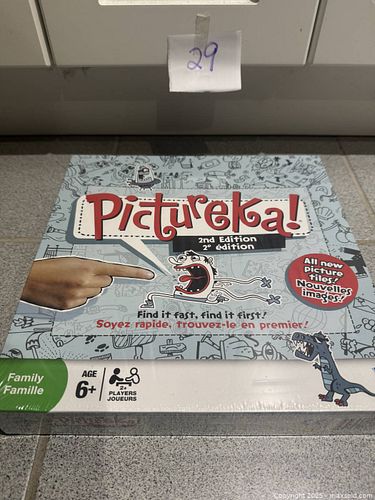 29
Pictureka!
2nd Edition
2e édition
All new
picture
tiles!
Nouvelles
images!
Find it fast, find it first!
Soyez rapide, trouvez-le en premier!
Family
Famille
AGE
6+
2+
PLAYERS
JOUEURS
Copyright 2025 - maxsold.com